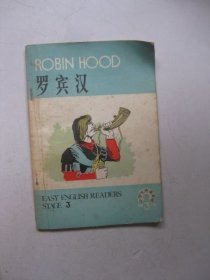 ROBIN HOOD
罗宾汉
EASY ENGLISH READERS
STAGE 3